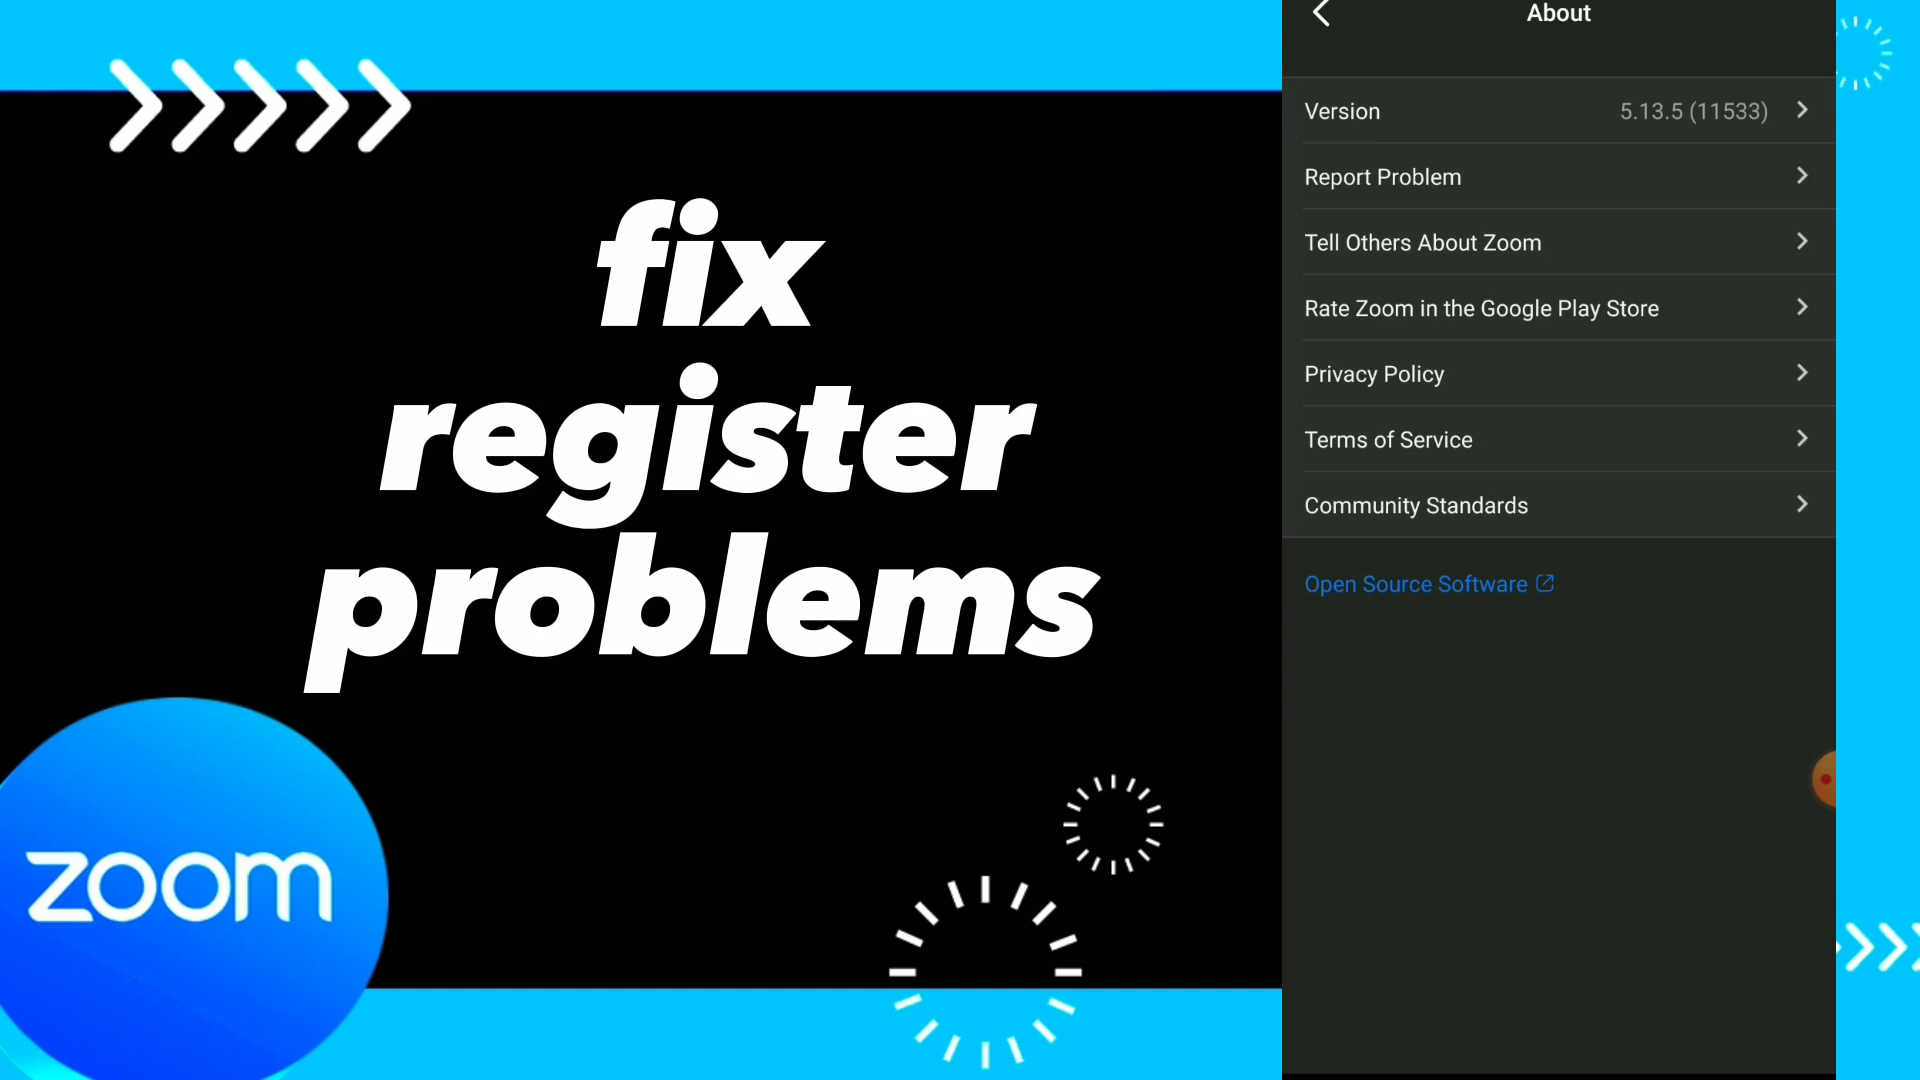 fix
register
problems
zoom
About
Version 5.13.5 (11533)
Report Problem
Tell Others About Zoom
Rate Zoom in the Google Play Store
Privacy Policy
Terms of Service
Community Standards
Open Source Software